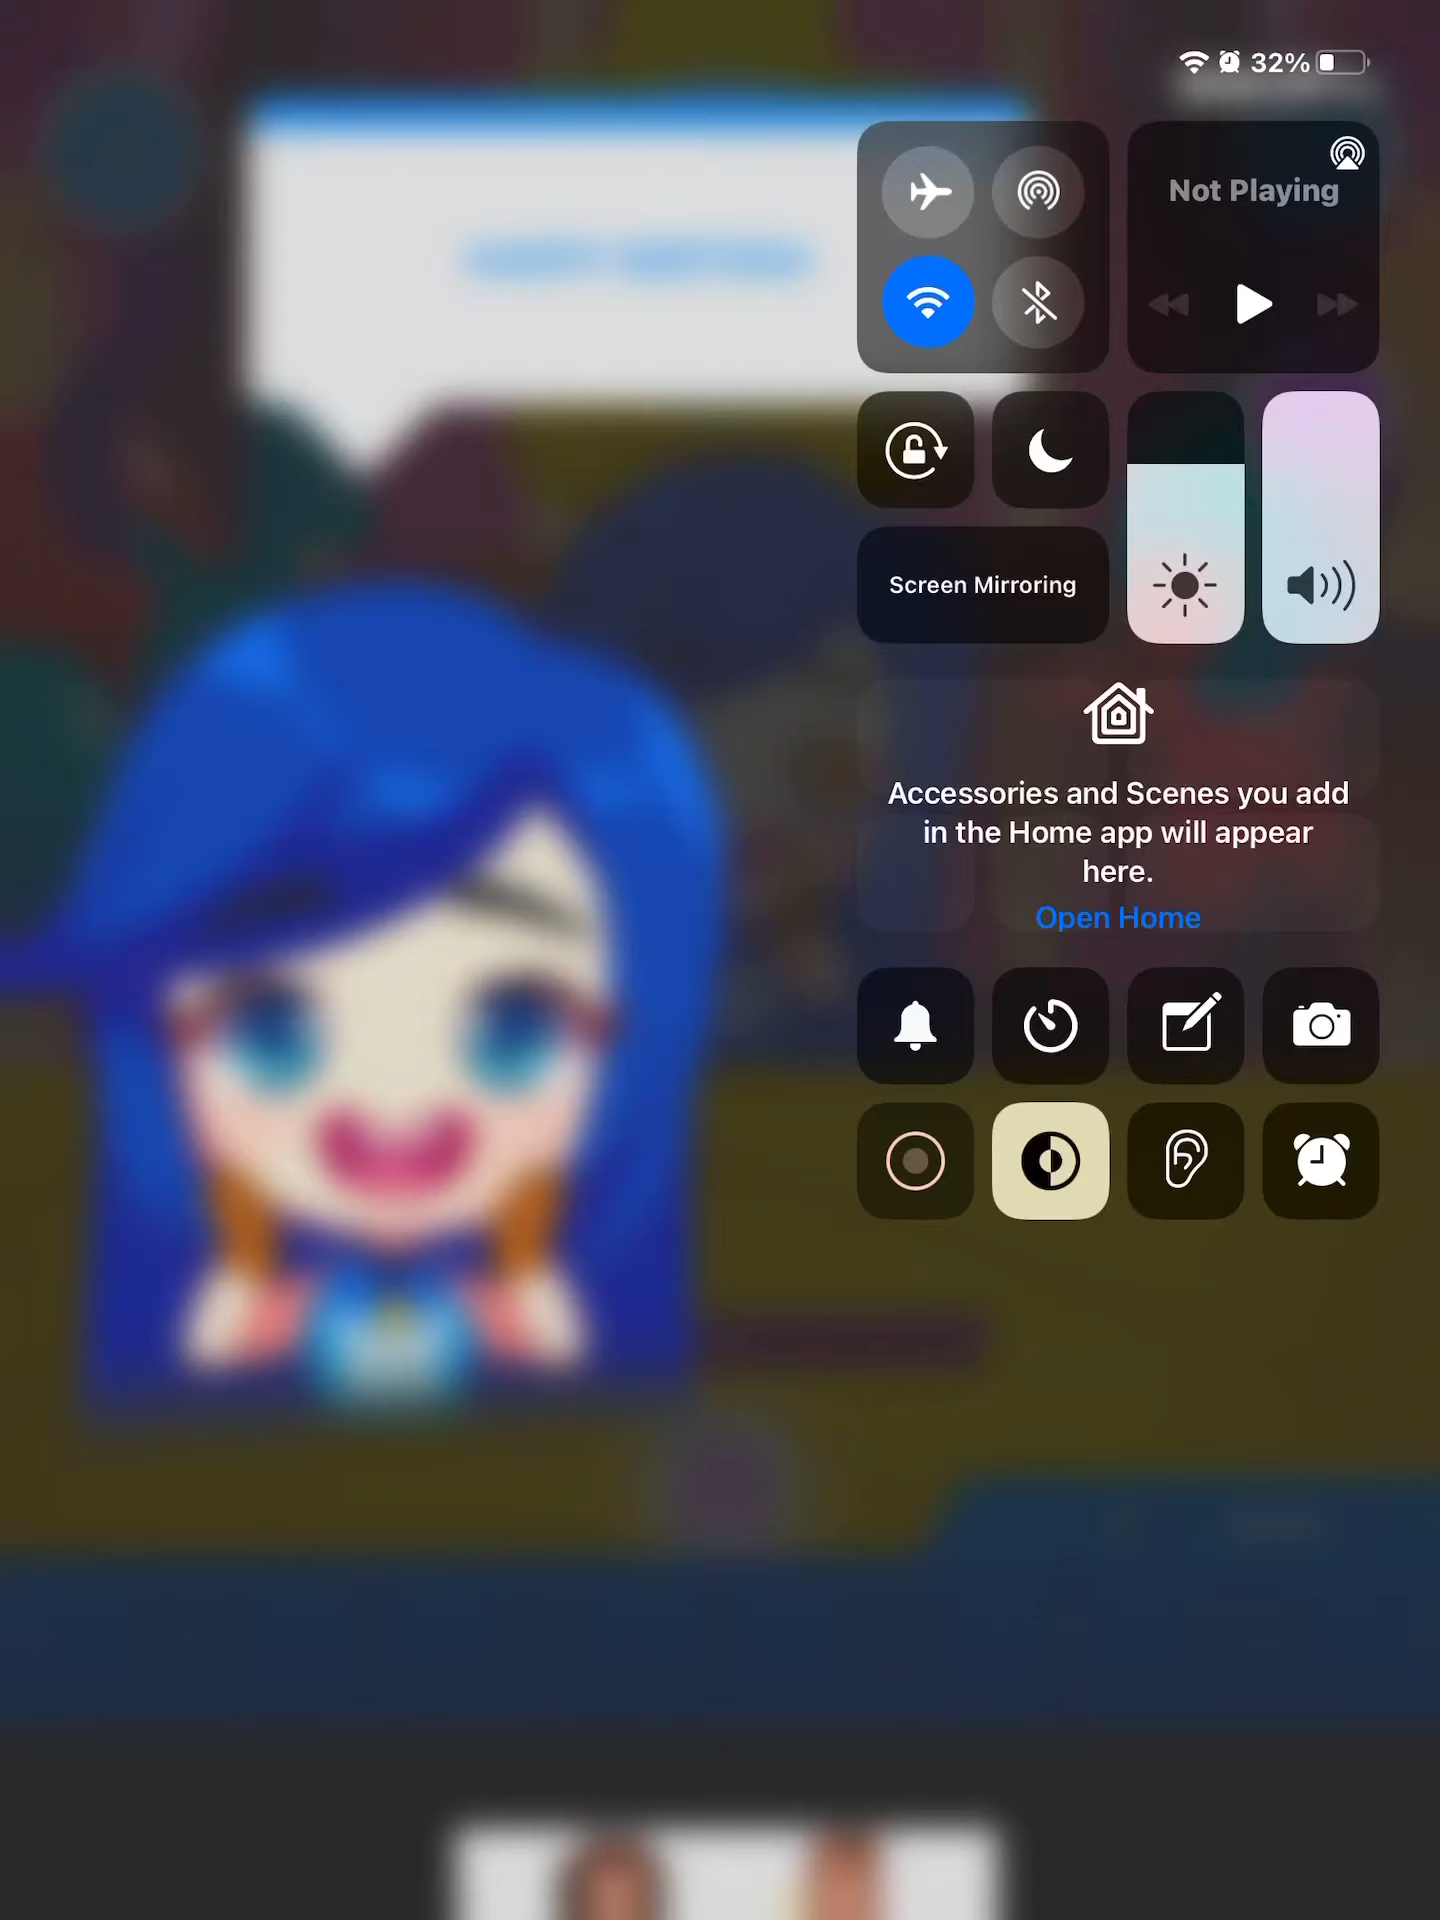 32%
Not Playing
Screen Mirroring
Accessories and Scenes you add
in the Home app will appear
here.
Open Home